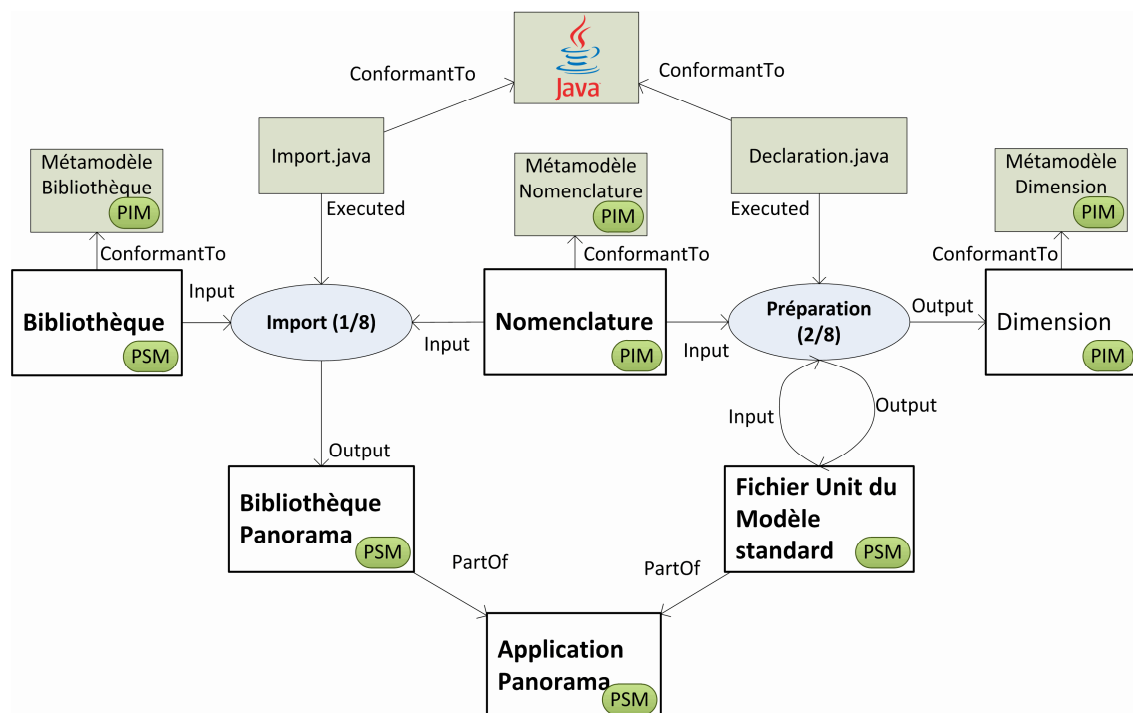 Java
ConformantTo
ConformantTo
Import.java
Declaration.java
Métamodèle
Bibliothèque
PIM
Métamodèle
Nomenclature
PIM
Métamodèle
Dimension
PIM
Executed
Executed
ConformantTo
ConformantTo
ConformantTo
Bibliothèque
PSM
Input
Import (1/8)
Input
Nomenclature
PIM
Input
Préparation
(2/8)
Output
Dimension
PIM
Input
Output
Output
Bibliothèque
Panorama
PSM
Fichier Unit du
Modèle
standard
PSM
PartOf
PartOf
Application
Panorama
PSM